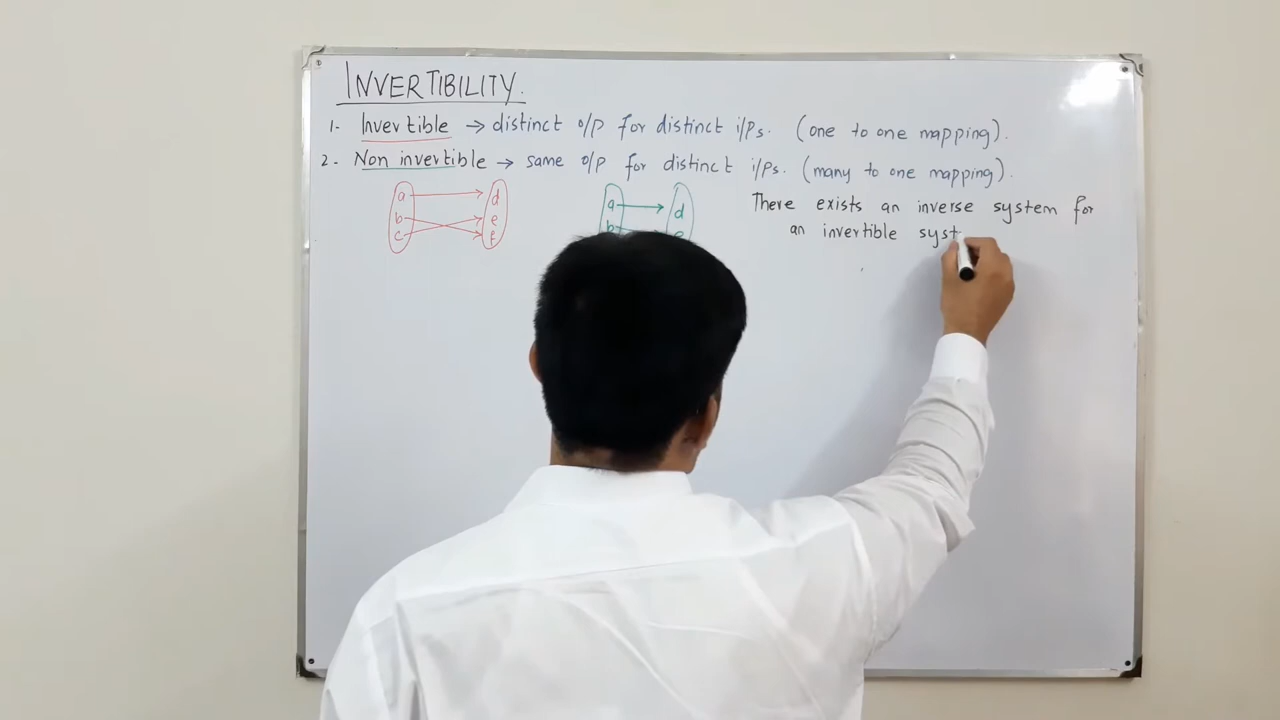 INVERTIBILITY.
1- Invertible → distinct o/p for distinct i/ps. (one to one mapping).
2- Non invertible → same o/p for distinct i/ps. (many to one mapping).
a d
b e
c f
a d
b e
There exists an inverse system for
an invertible syst